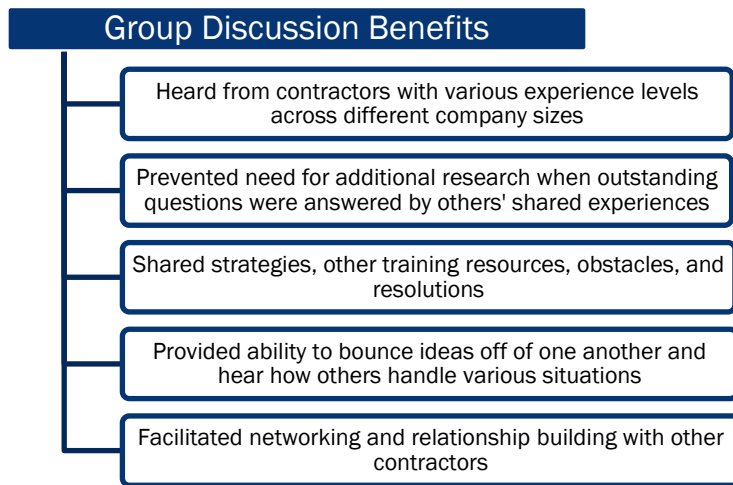 Group Discussion Benefits
Heard from contractors with various experience levels
across different company sizes
Prevented need for additional research when outstanding
questions were answered by others' shared experiences
Shared strategies, other training resources, obstacles, and
resolutions
Provided ability to bounce ideas off of one another and
hear how others handle various situations
Facilitated networking and relationship building with other
contractors